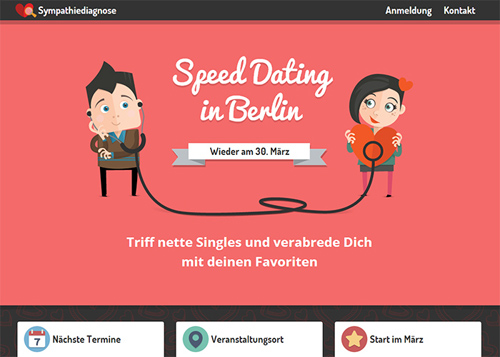 Sympathiediagnose
Anmeldung Kontakt
Speed Dating
in Berlin
Wieder am 30. März
Triff nette Singles und verabrede Dich
mit deinen Favoriten
7 Nächste Termine
Veranstaltungsort
Start im März